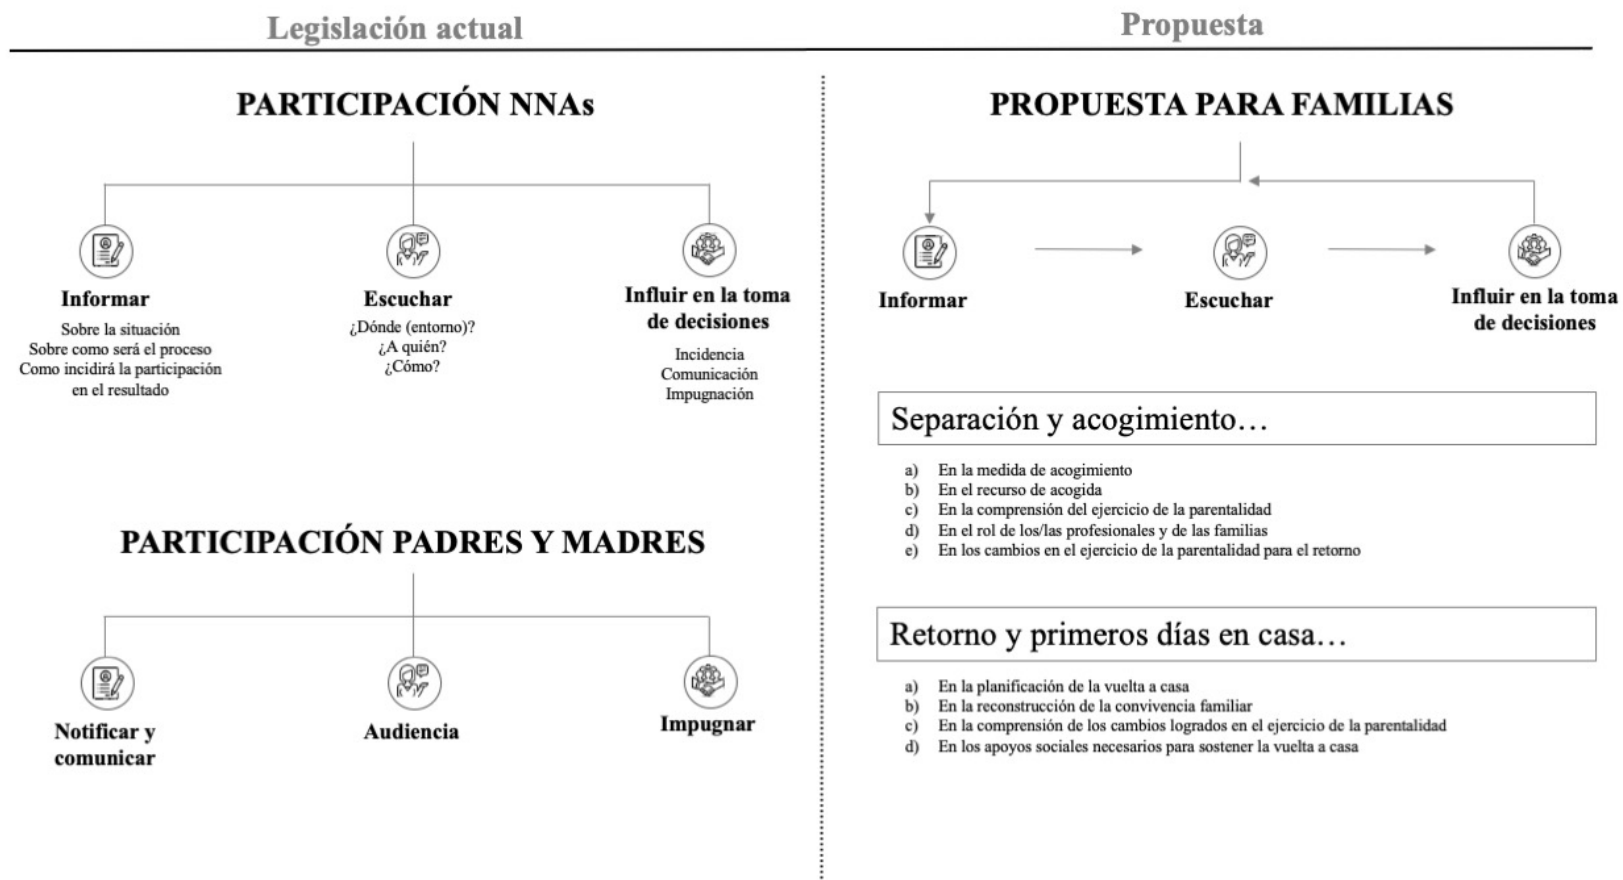 Legislación actual
Propuesta
PARTICIPACIÓN NNAs
Informar
Sobre la situación
Sobre como será el proceso
Como incidirá la participación
en el resultado
Escuchar
¿Dónde (entorno)?
¿A quién?
¿Cómo?
Influir en la toma
de decisiones
Incidencia
Comunicación
Impugnación
PARTICIPACIÓN PADRES Y MADRES
Notificar y
comunicar
Audiencia
Impugnar
PROPUESTA PARA FAMILIAS
Informar
Escuchar
Influir en la toma
de decisiones
Separación y acogimiento…
a) En la medida de acogimiento
b) En el recurso de acogida
c) En la comprensión del ejercicio de la parentalidad
d) En el rol de los/las profesionales y de las familias
e) En los cambios en el ejercicio de la parentalidad para el retorno
Retorno y primeros días en casa…
a) En la planificación de la vuelta a casa
b) En la reconstrucción de la convivencia familiar
c) En la comprensión de los cambios logrados en el ejercicio de la parentalidad
d) En los apoyos sociales necesarios para sostener la vuelta a casa